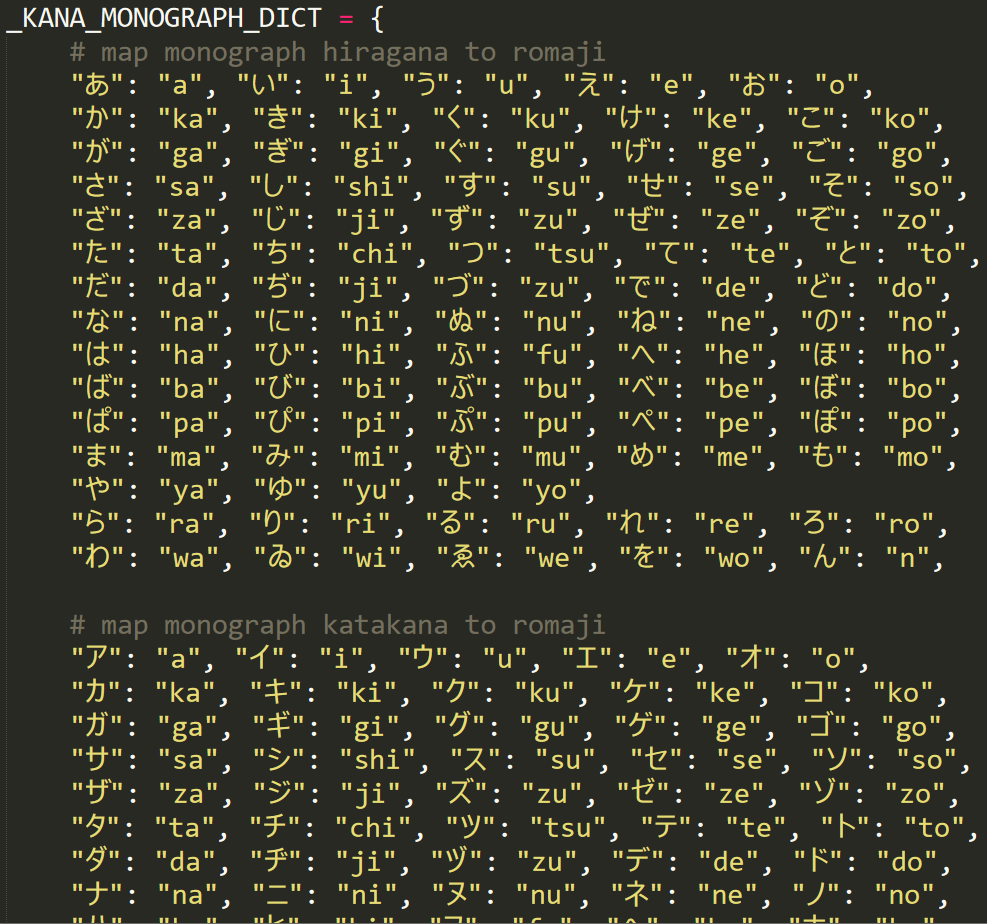 _KANA_MONOGRAPH_DICT = {
# map monograph hiragana to romaji
"あ": "a", "い": "i", "う": "u", "え": "e", "お": "o",
"か": "ka", "き": "ki", "く": "ku", "け": "ke", "こ": "ko",
"が": "ga", "ぎ": "gi", "ぐ": "gu", "げ": "ge", "ご": "go",
"さ": "sa", "し": "shi", "す": "su", "せ": "se", "そ": "so",
"ざ": "za", "じ": "ji", "ず": "zu", "ぜ": "ze", "ぞ": "zo",
"た": "ta", "ち": "chi", "つ": "tsu", "て": "te", "と": "to",
"だ": "da", "ぢ": "ji", "づ": "zu", "で": "de", "ど": "do",
"な": "na", "に": "ni", "ぬ": "nu", "ね": "ne", "の": "no",
"は": "ha", "ひ": "hi", "ふ": "fu", "へ": "he", "ほ": "ho",
"ば": "ba", "び": "bi", "ぶ": "bu", "べ": "be", "ぼ": "bo",
"ぱ": "pa", "ぴ": "pi", "ぷ": "pu", "ぺ": "pe", "ぽ": "po",
"ま": "ma", "み": "mi", "む": "mu", "め": "me", "も": "mo",
"や": "ya", "ゆ": "yu", "よ": "yo",
"ら": "ra", "り": "ri", "る": "ru", "れ": "re", "ろ": "ro",
"わ": "wa", "ゐ": "wi", "ゑ": "we", "を": "wo", "ん": "n",
# map monograph katakana to romaji
"ア": "a", "イ": "i", "ウ": "u", "エ": "e", "オ": "o",
"カ": "ka", "キ": "ki", "ク": "ku", "ケ": "ke", "コ": "ko",
"ガ": "ga", "ギ": "gi", "グ": "gu", "ゲ": "ge", "ゴ": "go",
"サ": "sa", "シ": "shi", "ス": "su", "セ": "se", "ソ": "so",
"ザ": "za", "ジ": "ji", "ズ": "zu", "ゼ": "ze", "ゾ": "zo",
"タ": "ta", "チ": "chi", "ツ": "tsu", "テ": "te", "ト": "to",
"ダ": "da", "ヂ": "ji", "ヅ": "zu", "デ": "de", "ド": "do",
"ナ": "na", "ニ": "ni", "ヌ": "nu", "ネ": "ne", "ノ": "no",